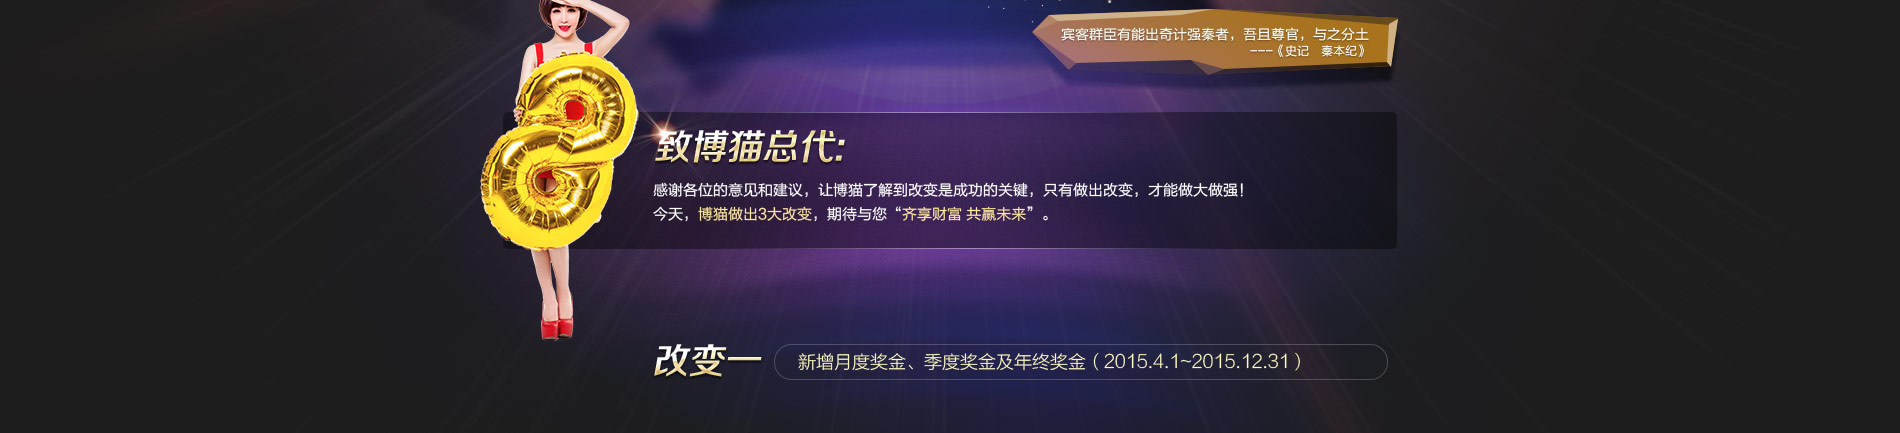 宾客群臣有能出奇计强秦者，吾且尊官，与之分土
---《史记　秦本纪》
致博猫总代:
感谢各位的意见和建议，让博猫了解到改变是成功的关键，只有做出改变，才能做大做强！
今天，博猫做出3大改变，期待与您“齐享财富 共赢未来”。
改变一
新增月度奖金、季度奖金及年终奖金（2015.4.1~2015.12.31）